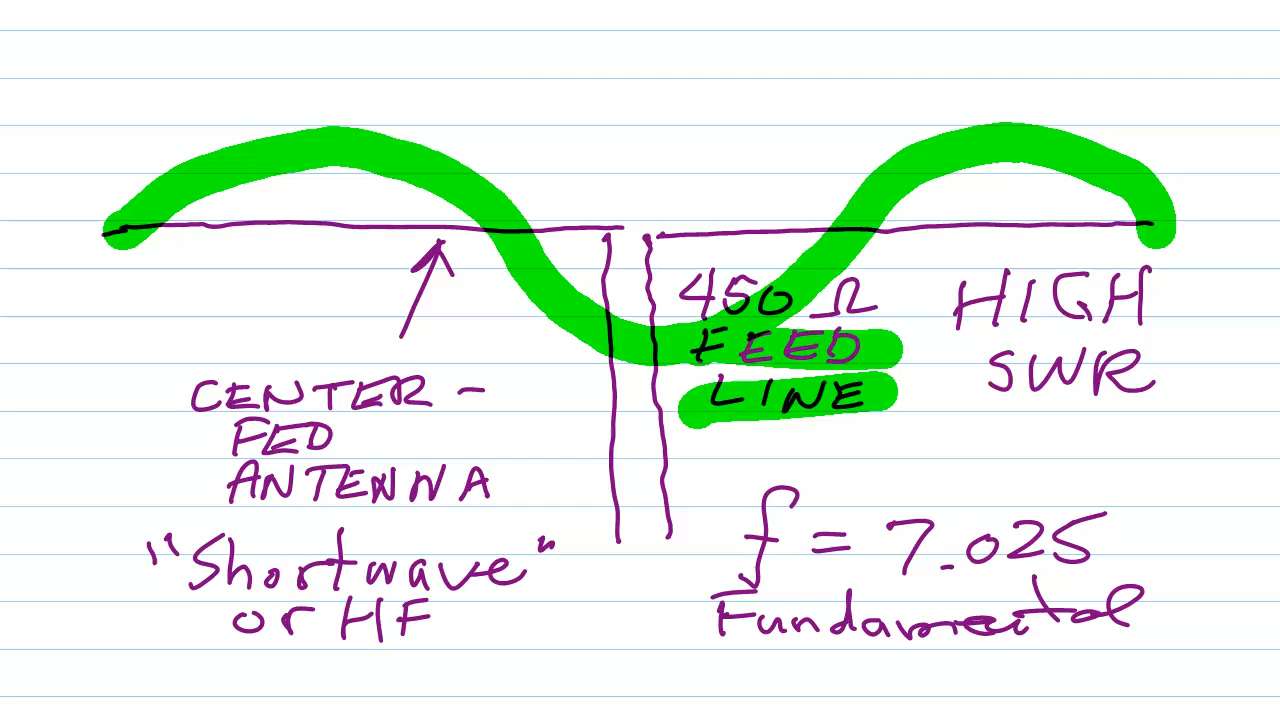 450 Ω
FEED
LINE
HIGH
SWR
CENTER-
FED
ANTENNA
"Shortwave"
or HF
f = 7.025
Fundamental